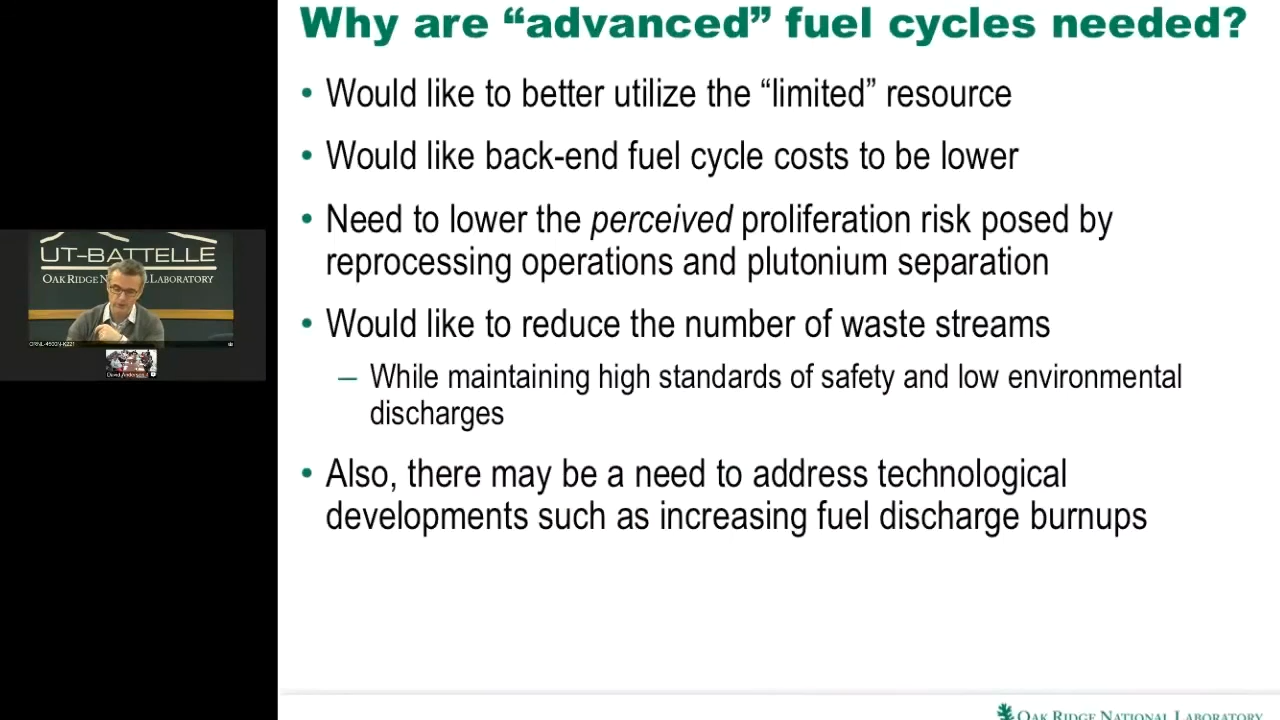 Why are “advanced” fuel cycles needed?
• Would like to better utilize the “limited” resource
• Would like back-end fuel cycle costs to be lower
• Need to lower the perceived proliferation risk posed by
reprocessing operations and plutonium separation
• Would like to reduce the number of waste streams
– While maintaining high standards of safety and low environmental
discharges
• Also, there may be a need to address technological
developments such as increasing fuel discharge burnups
UT-BATTELLE
OAK RIDGE NATIONAL LABORATORY
David Anderson
OAK RIDGE NATIONAL LABORATORY